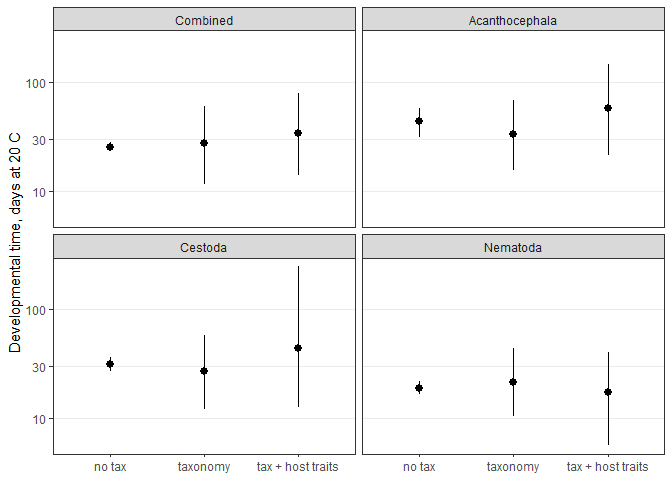 Combined
Acanthocephala
100
30
10
Developmental time, days at 20 C
Cestoda
Nematoda
100
30
10
no tax
taxonomy
tax + host traits
no tax
taxonomy
tax + host traits